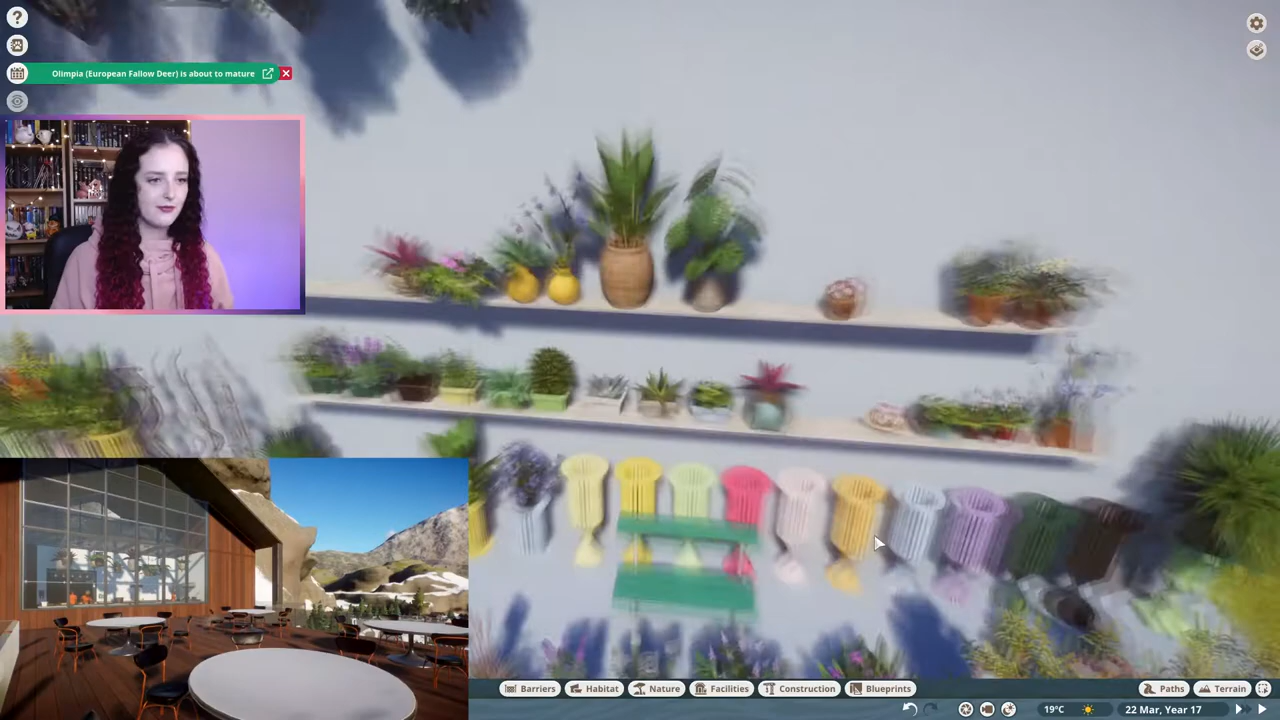 ?
Olimpia (European Fallow Deer) is about to mature
Barriers
Habitat
Nature
Facilities
Construction
Blueprints
Paths
Terrain
19°C
22 Mar, Year 17